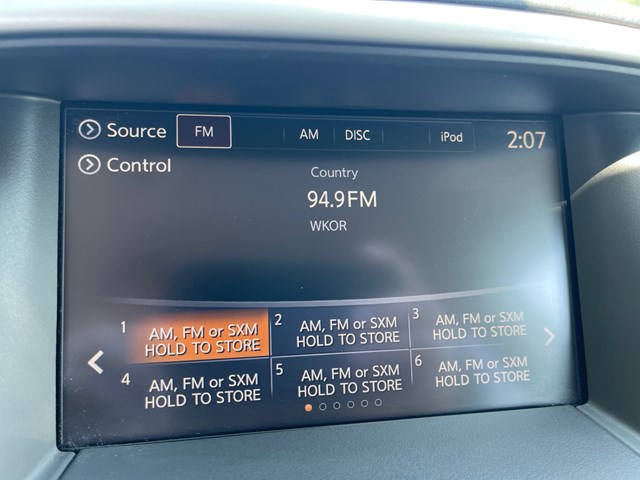 Source FM AM DISC iPod 2:07
Control
Country
94.9FM
WKOR
1 AM, FM or SXM HOLD TO STORE
2 AM, FM or SXM HOLD TO STORE
3 AM, FM or SXM HOLD TO STORE
4 AM, FM or SXM HOLD TO STORE
5 AM, FM or SXM HOLD TO STORE
6 AM, FM or SXM HOLD TO STORE